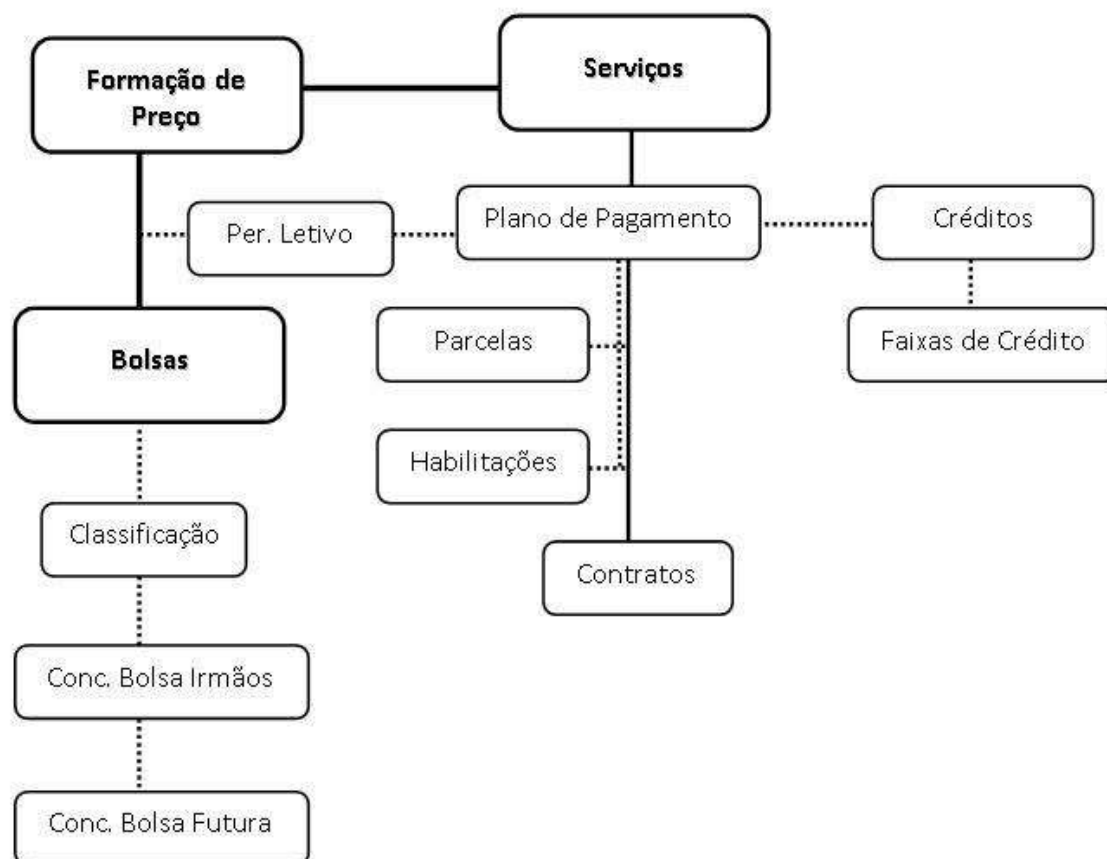 Formação de
Preço
Serviços
Per. Letivo
Plano de Pagamento
Créditos
Parcelas
Faixas de Crédito
Bolsas
Habilitações
Classificação
Contratos
Conc. Bolsa Irmãos
Conc. Bolsa Futura